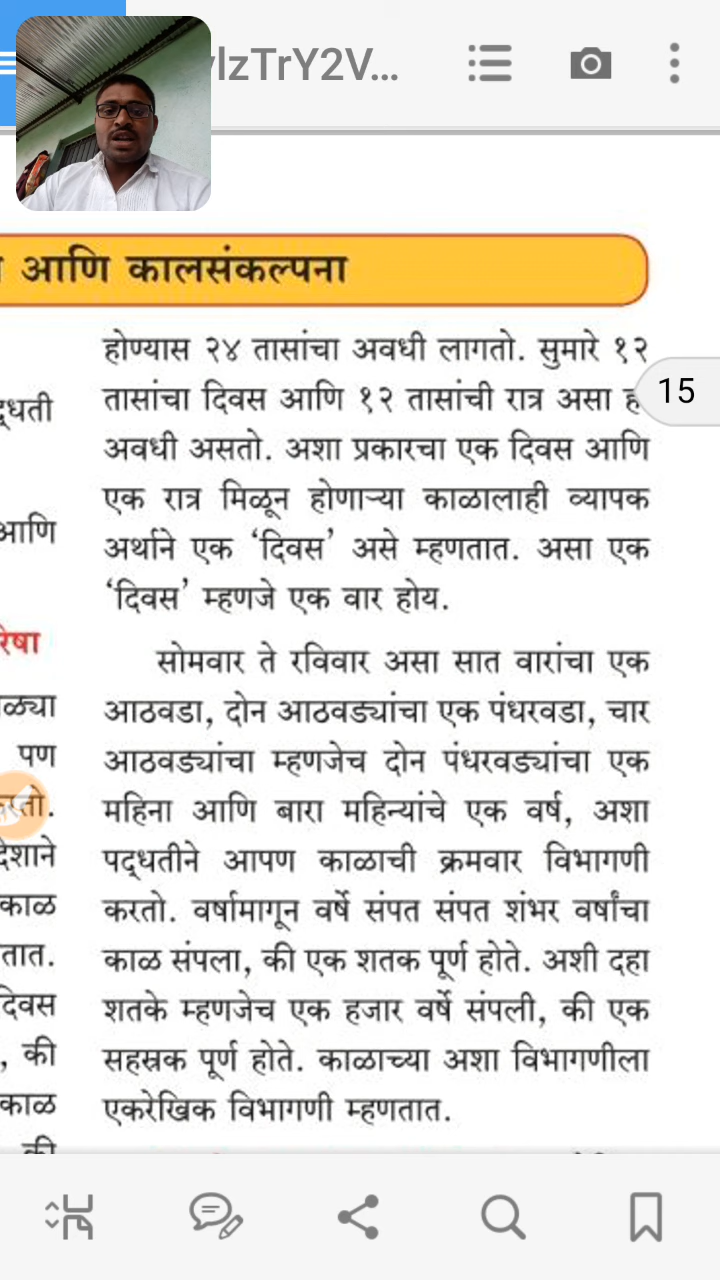 vlzTrY2V...
आणि कालसंकल्पना
होण्यास २४ तासांचा अवधी लागतो. सुमारे १२
तासांचा दिवस आणि १२ तासांची रात्र असा
अवधी असतो. अशा प्रकारचा एक दिवस आणि
एक रात्र मिळून होणाऱ्या काळालाही व्यापक
अर्थाने एक ‘दिवस’ असे म्हणतात. असा एक
‘दिवस’ म्हणजे एक वार होय.
सोमवार ते रविवार असा सात वारांचा एक
आठवडा, दोन आठवड्यांचा एक पंधरवडा, चार
आठवड्यांचा म्हणजेच दोन पंधरवड्यांचा एक
महिना आणि बारा महिन्यांचे एक वर्ष, अशा
पद्धतीने आपण काळाची क्रमवार विभागणी
करतो. वर्षामागून वर्षे संपत संपत शंभर वर्षांचा
काळ संपला, की एक शतक पूर्ण होते. अशी दहा
शतके म्हणजेच एक हजार वर्षे संपली, की एक
सहस्रक पूर्ण होते. काळाच्या अशा विभागणीला
एकरेखिक विभागणी म्हणतात.
15
द्धती
आणि
रेषा
ळ्या
पण
करतो.
देशाने
काळ
तात.
दिवस
, की
काळ
की